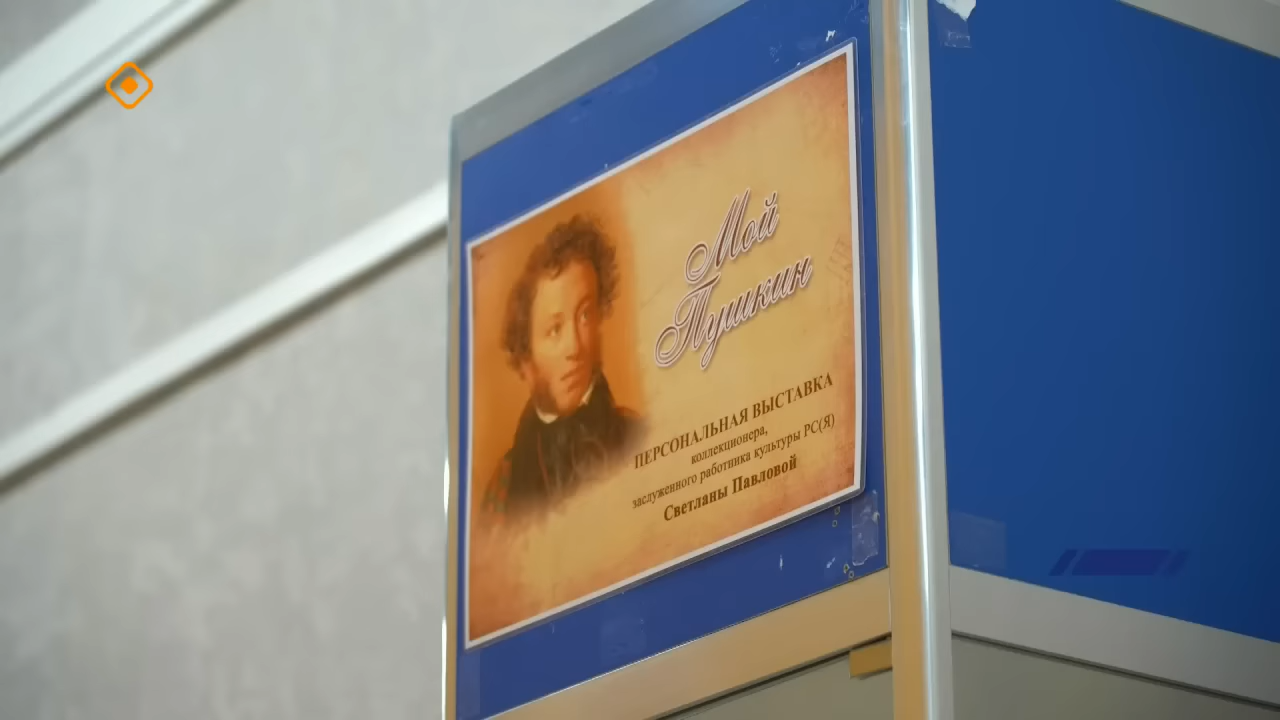 Мой
Пушкин
ПЕРСОНАЛЬНАЯ ВЫСТАВКА
коллекционера,
заслуженного работника культуры РС(Я)
Светланы Павловой